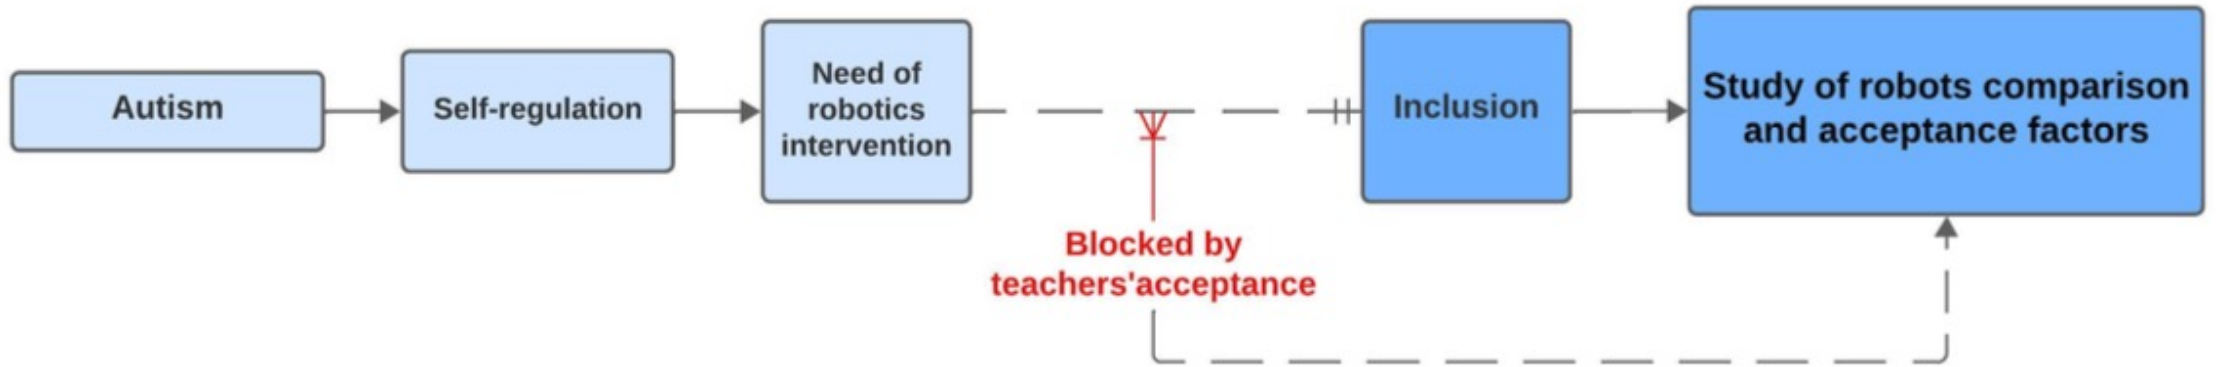 Autism
Self-regulation
Need of
robotics
intervention
Inclusion
Study of robots comparison
and acceptance factors
Blocked by
teachers'acceptance